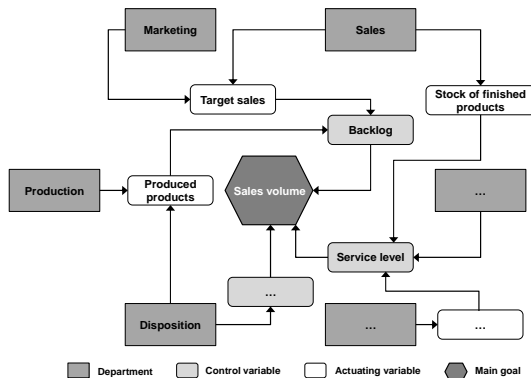 Marketing
Sales
Target sales
Stock of finished
products
Backlog
Production
Produced
products
Sales volume
...
Service level
...
Disposition
...
...
Department
Control variable
Actuating variable
Main goal